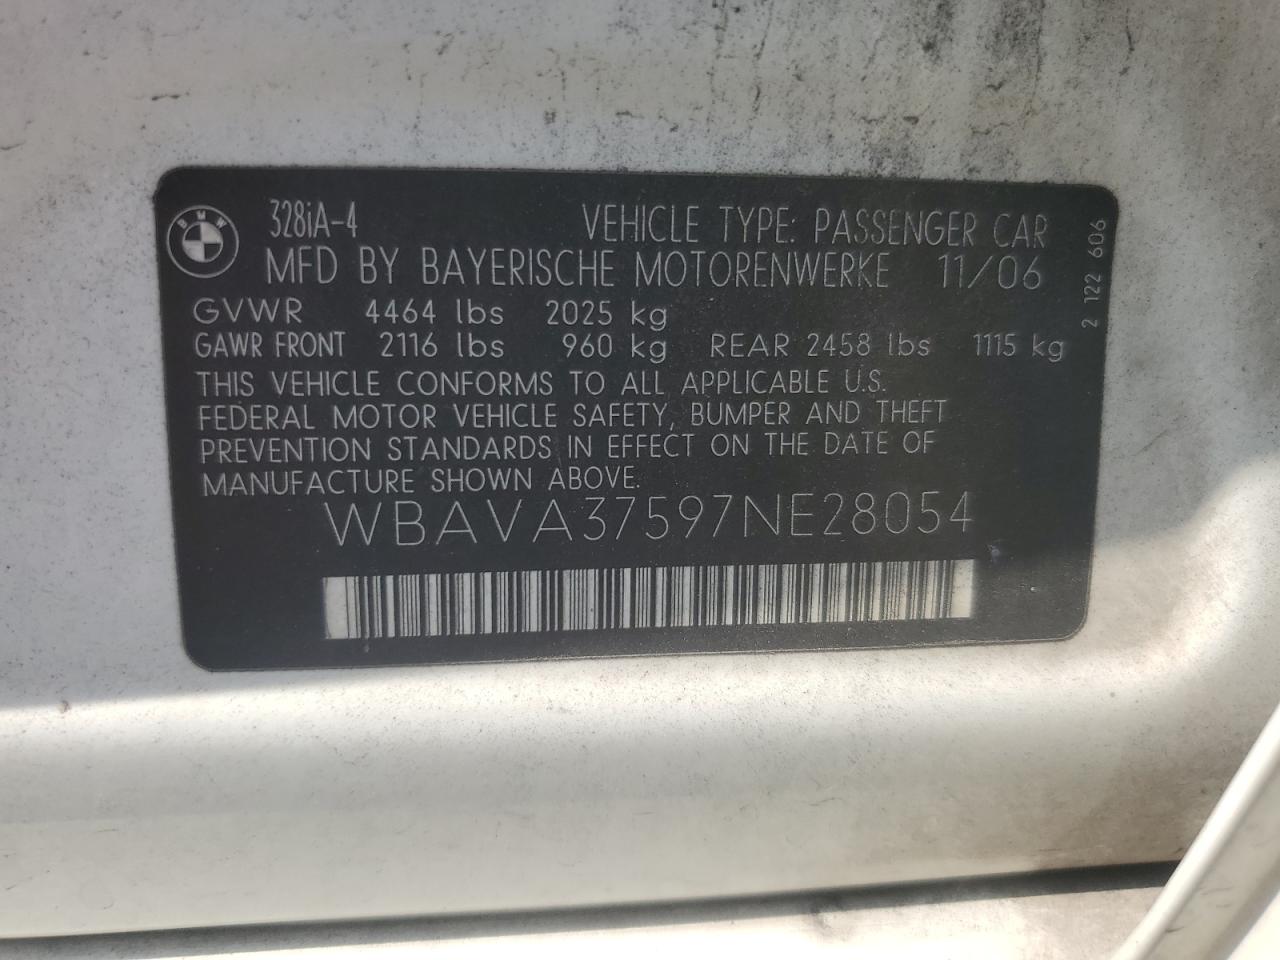 BMW
328iA-4 VEHICLE TYPE: PASSENGER CAR
MFD BY BAYERISCHE MOTORENWERKE 11/06
GVWR 4464 lbs 2025 kg
GAWR FRONT 2116 lbs 960 kg REAR 2458 lbs 1115 kg
THIS VEHICLE CONFORMS TO ALL APPLICABLE U.S.
FEDERAL MOTOR VEHICLE SAFETY, BUMPER AND THEFT
PREVENTION STANDARDS IN EFFECT ON THE DATE OF
MANUFACTURE SHOWN ABOVE.
WBAVA37597NE28054
2 122 606